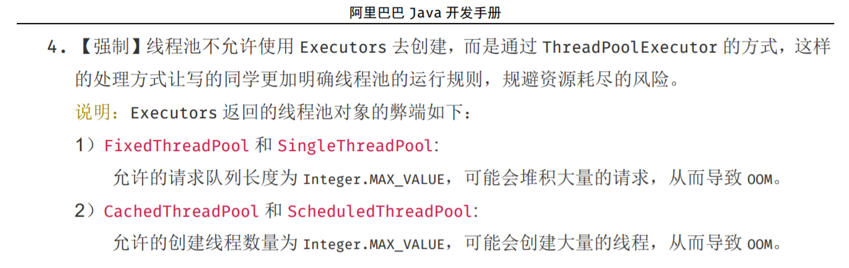 阿里巴巴 Java 开发手册
4. 【强制】线程池不允许使用 Executors 去创建，而是通过 ThreadPoolExecutor 的方式，这样
的处理方式让写的同学更加明确线程池的运行规则，规避资源耗尽的风险。
说明：Executors 返回的线程池对象的弊端如下：
1）FixedThreadPool 和 SingleThreadPool:
允许的请求队列长度为 Integer.MAX_VALUE，可能会堆积大量的请求，从而导致 OOM。
2）CachedThreadPool 和 ScheduledThreadPool:
允许的创建线程数量为 Integer.MAX_VALUE，可能会创建大量的线程，从而导致 OOM。